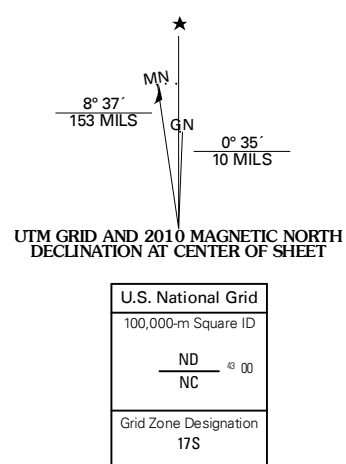 ★
MN
8° 37´
153 MILS
GN
0° 35´
10 MILS
UTM GRID AND 2010 MAGNETIC NORTH
DECLINATION AT CENTER OF SHEET
U.S. National Grid
100,000-m Square ID
ND
43 00
NC
Grid Zone Designation
17S